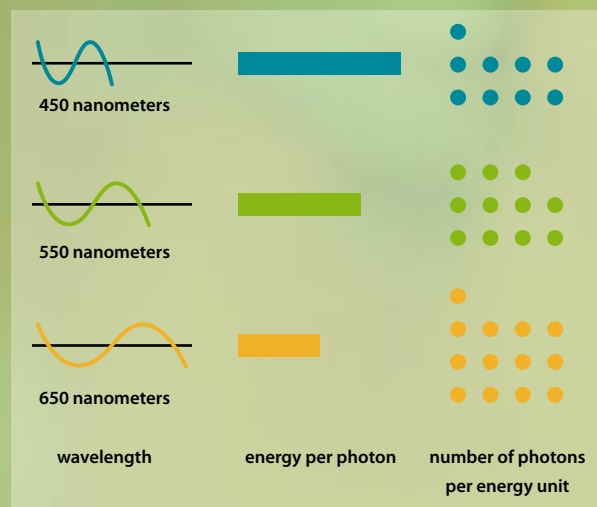 450 nanometers
550 nanometers
650 nanometers
wavelength
energy per photon
number of photons
per energy unit